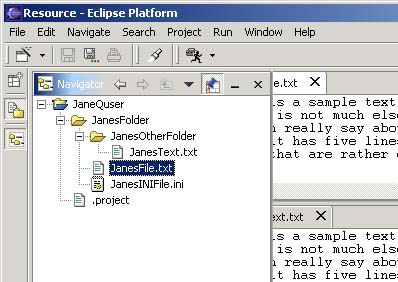 Resource - Eclipse Platform
File Edit Navigate Search Project Run Window Help
Navigator
JaneQuser
JanesFolder
JanesOtherFolder
JanesText.txt
JanesFile.txt
JanesINIFile.ini
.project
e.txt
s a sample text
is not much else
really say abou
t has five lines
that are rather
ext.txt
s a sample text
is not much else
really say abou
t has five lines